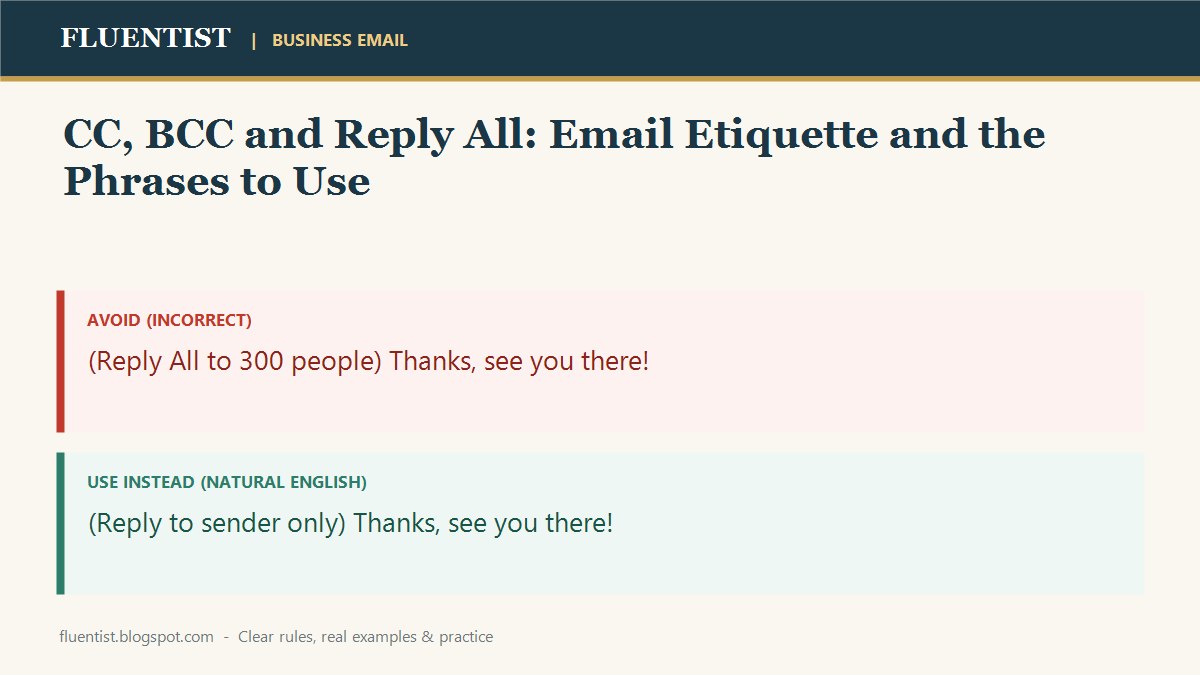 FLUENTIST | BUSINESS EMAIL
CC, BCC and Reply All: Email Etiquette and the
Phrases to Use
AVOID (INCORRECT)
(Reply All to 300 people) Thanks, see you there!
USE INSTEAD (NATURAL ENGLISH)
(Reply to sender only) Thanks, see you there!
fluentist.blogspot.com - Clear rules, real examples & practice